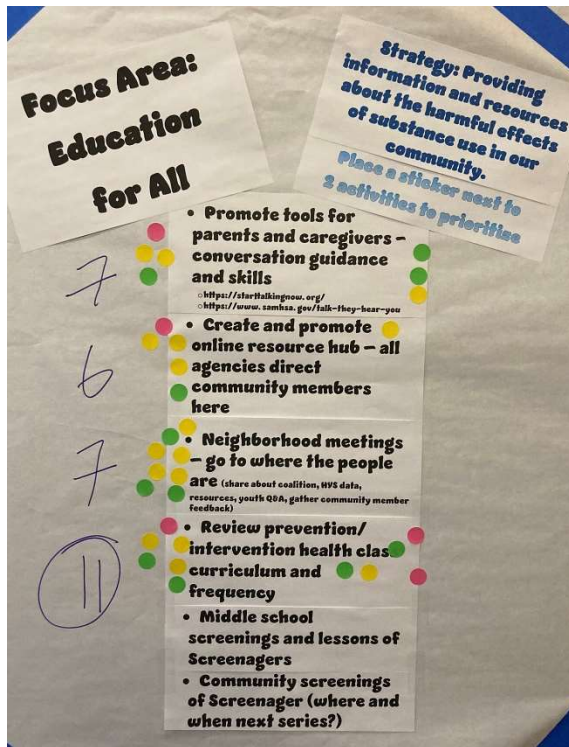 Focus Area:
Education
for All
Strategy: Providing
information and resources
about the harmful effects
of substance use in our
community.
Place a sticker next to
2 activities to prioritize
• Promote tools for
parents and caregivers –
conversation guidance
and skills
○ https://starttalkingnow.org/
○ https://www.samhsa.gov/talk-they-hear-you
7
• Create and promote
online resource hub – all
agencies direct
community members
here
6
• Neighborhood meetings
– go to where the people
are (share about coalition, HYS data,
resources, youth Q&A, gather community member
feedback)
7
• Review prevention/
intervention health class
curriculum and
frequency
11
• Middle school
screenings and lessons of
Screenagers
• Community screenings
of Screenager (where and
when next series?)